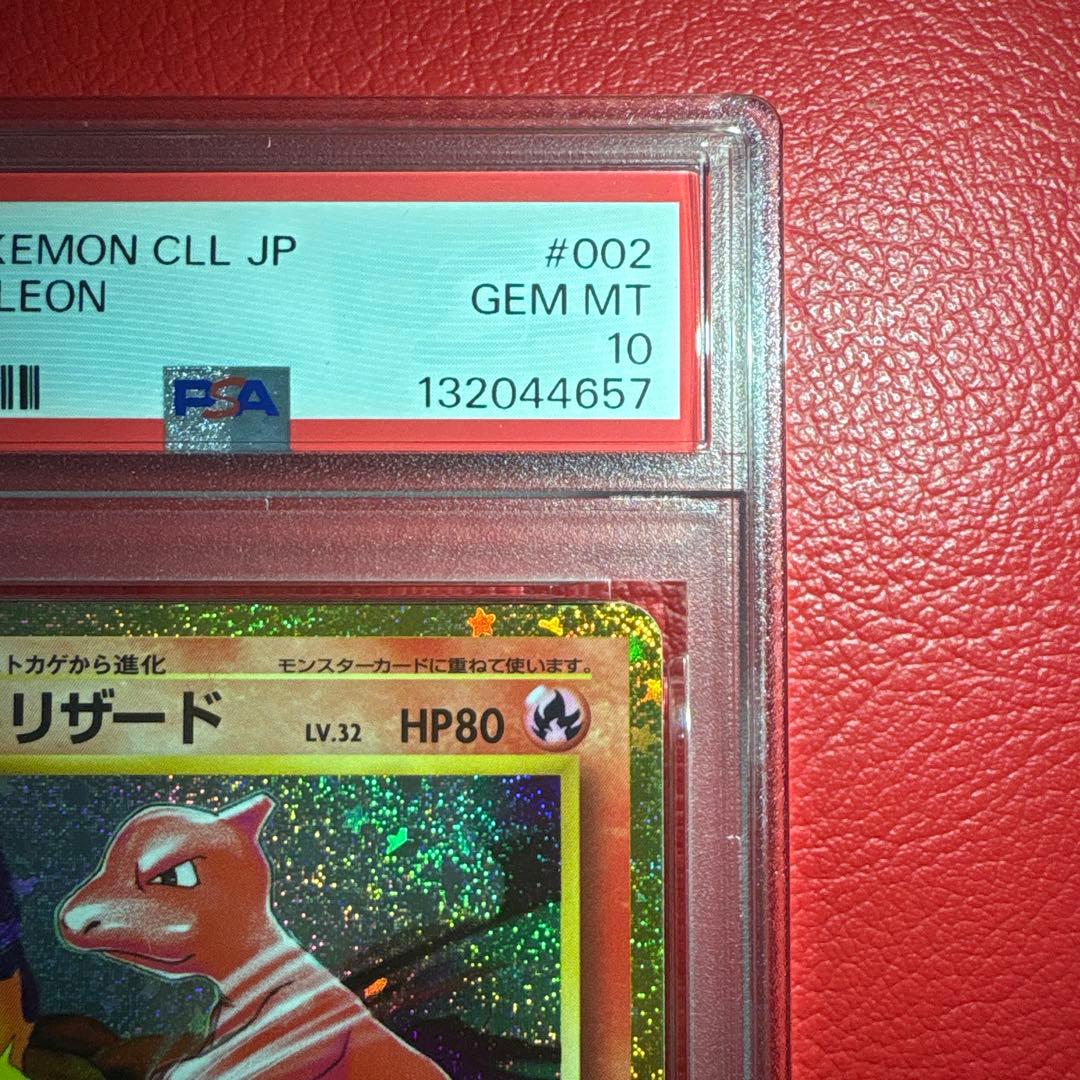 KEMON CLL JP #002
LEON GEM MT
10
PSA 132044657
トカゲから進化 モンスターカードに重ねて使います。
リザード LV.32 HP80